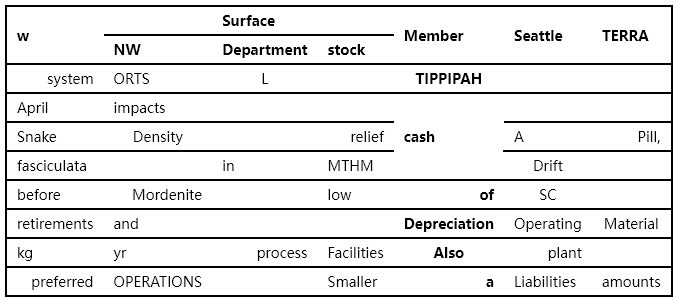 w Surface Member Seattle TERRA
NW Department stock
system ORTS L TIPPIPAH
April impacts
Snake Density relief cash A Pill,
fasciculata in MTHM Drift
before Mordenite low of SC
retirements and Depreciation Operating Material
kg yr process Facilities Also plant
preferred OPERATIONS Smaller a Liabilities amounts